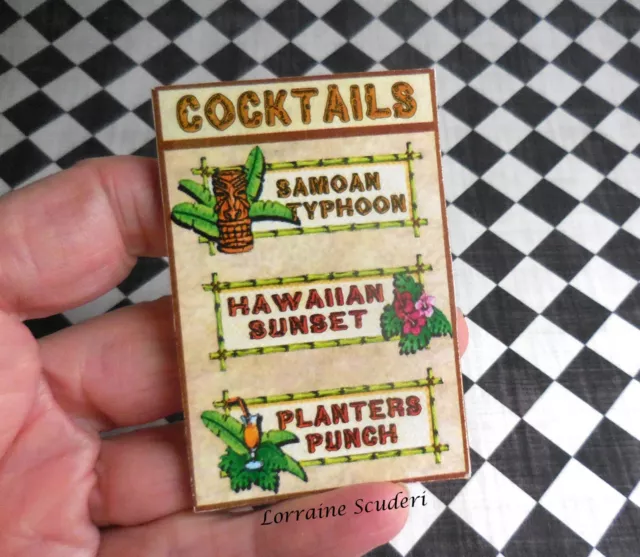 COCKTAILS
SAMOAN
TYPHOON
HAWAIIAN
SUNSET
PLANTERS
PUNCH
Lorraine Scuderi